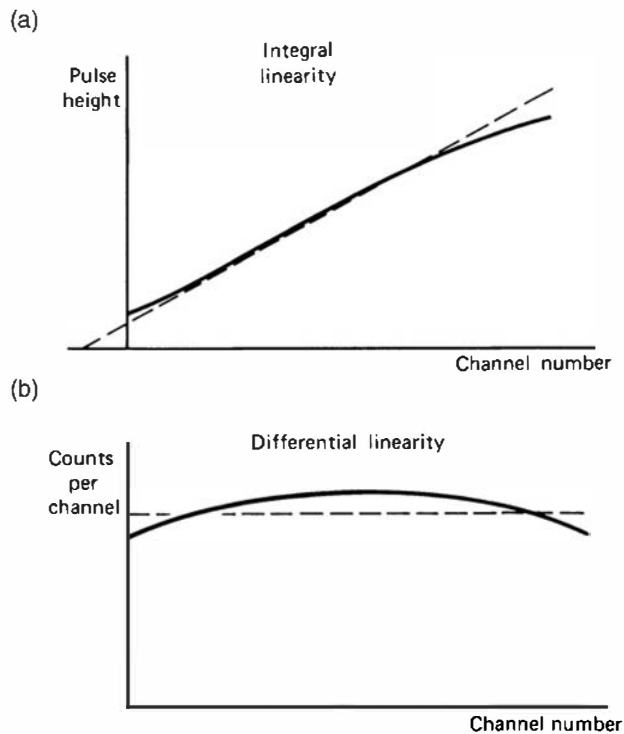 (a)
Integral
linearity
Pulse
height
Channel number
(b)
Differential linearity
Counts
per
channel
Channel number